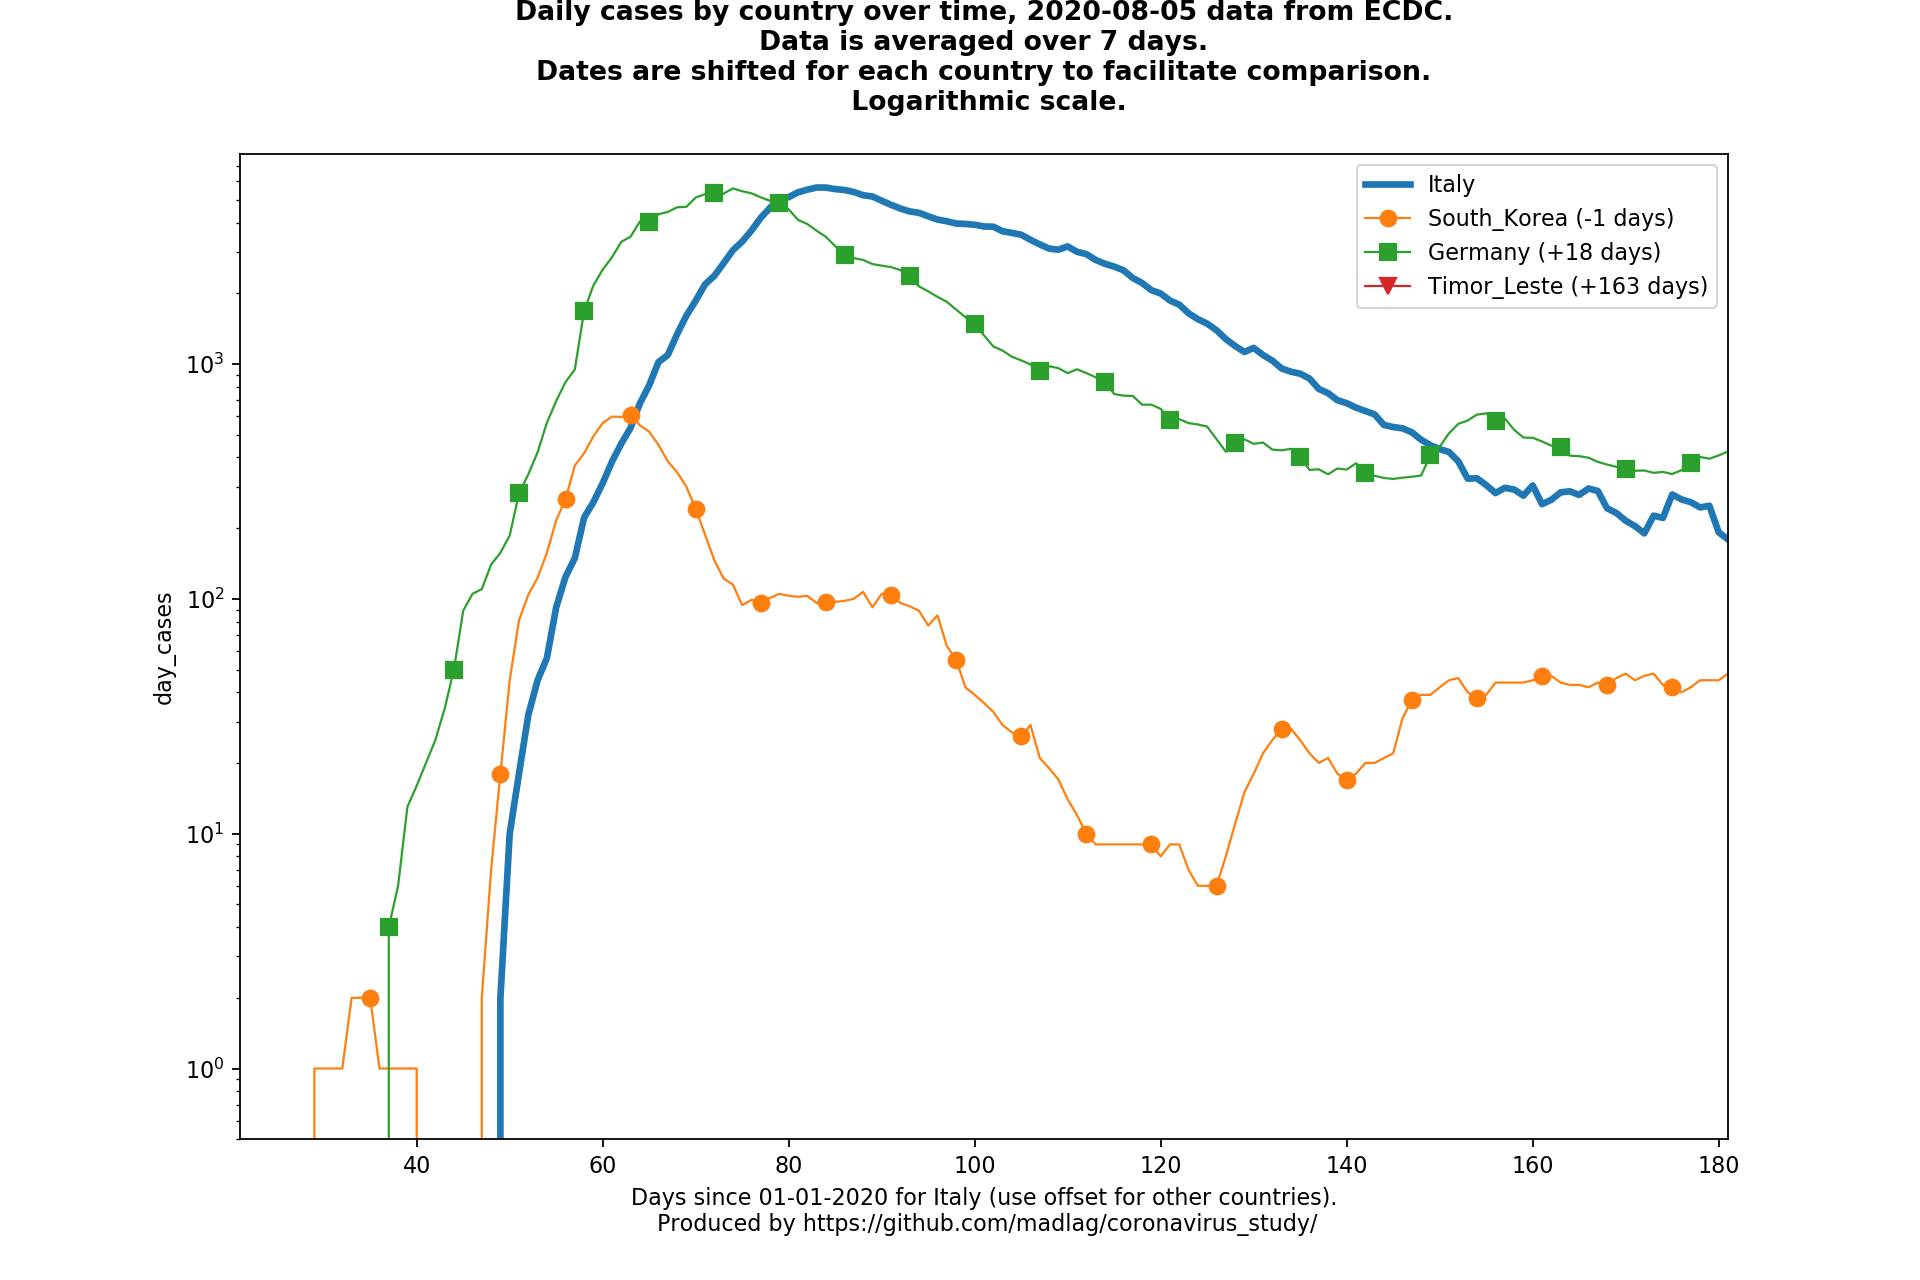 Daily cases by country over time, 2020-08-05 data from ECDC.
Data is averaged over 7 days.
Dates are shifted for each country to facilitate comparison.
Logarithmic scale.
Italy
South_Korea (-1 days)
Germany (+18 days)
Timor_Leste (+163 days)
day_cases
10³
10²
10¹
10⁰
40 60 80 100 120 140 160 180
Days since 01-01-2020 for Italy (use offset for other countries).
Produced by https://github.com/madlag/coronavirus_study/